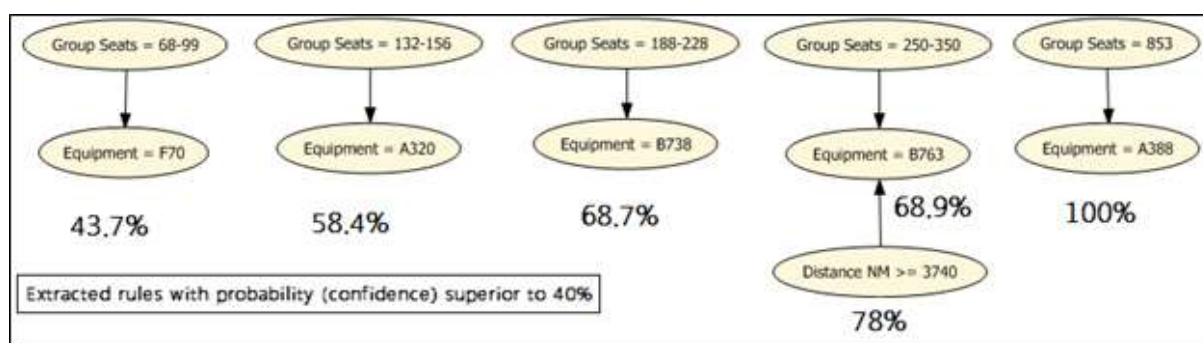 Group Seats = 68-99
Group Seats = 132-156
Group Seats = 188-228
Group Seats = 250-350
Group Seats = 853
Equipment = F70
Equipment = A320
Equipment = B738
Equipment = B763
Equipment = A388
43.7%
58.4%
68.7%
68.9%
100%
Distance NM >= 3740
78%
Extracted rules with probability (confidence) superior to 40%